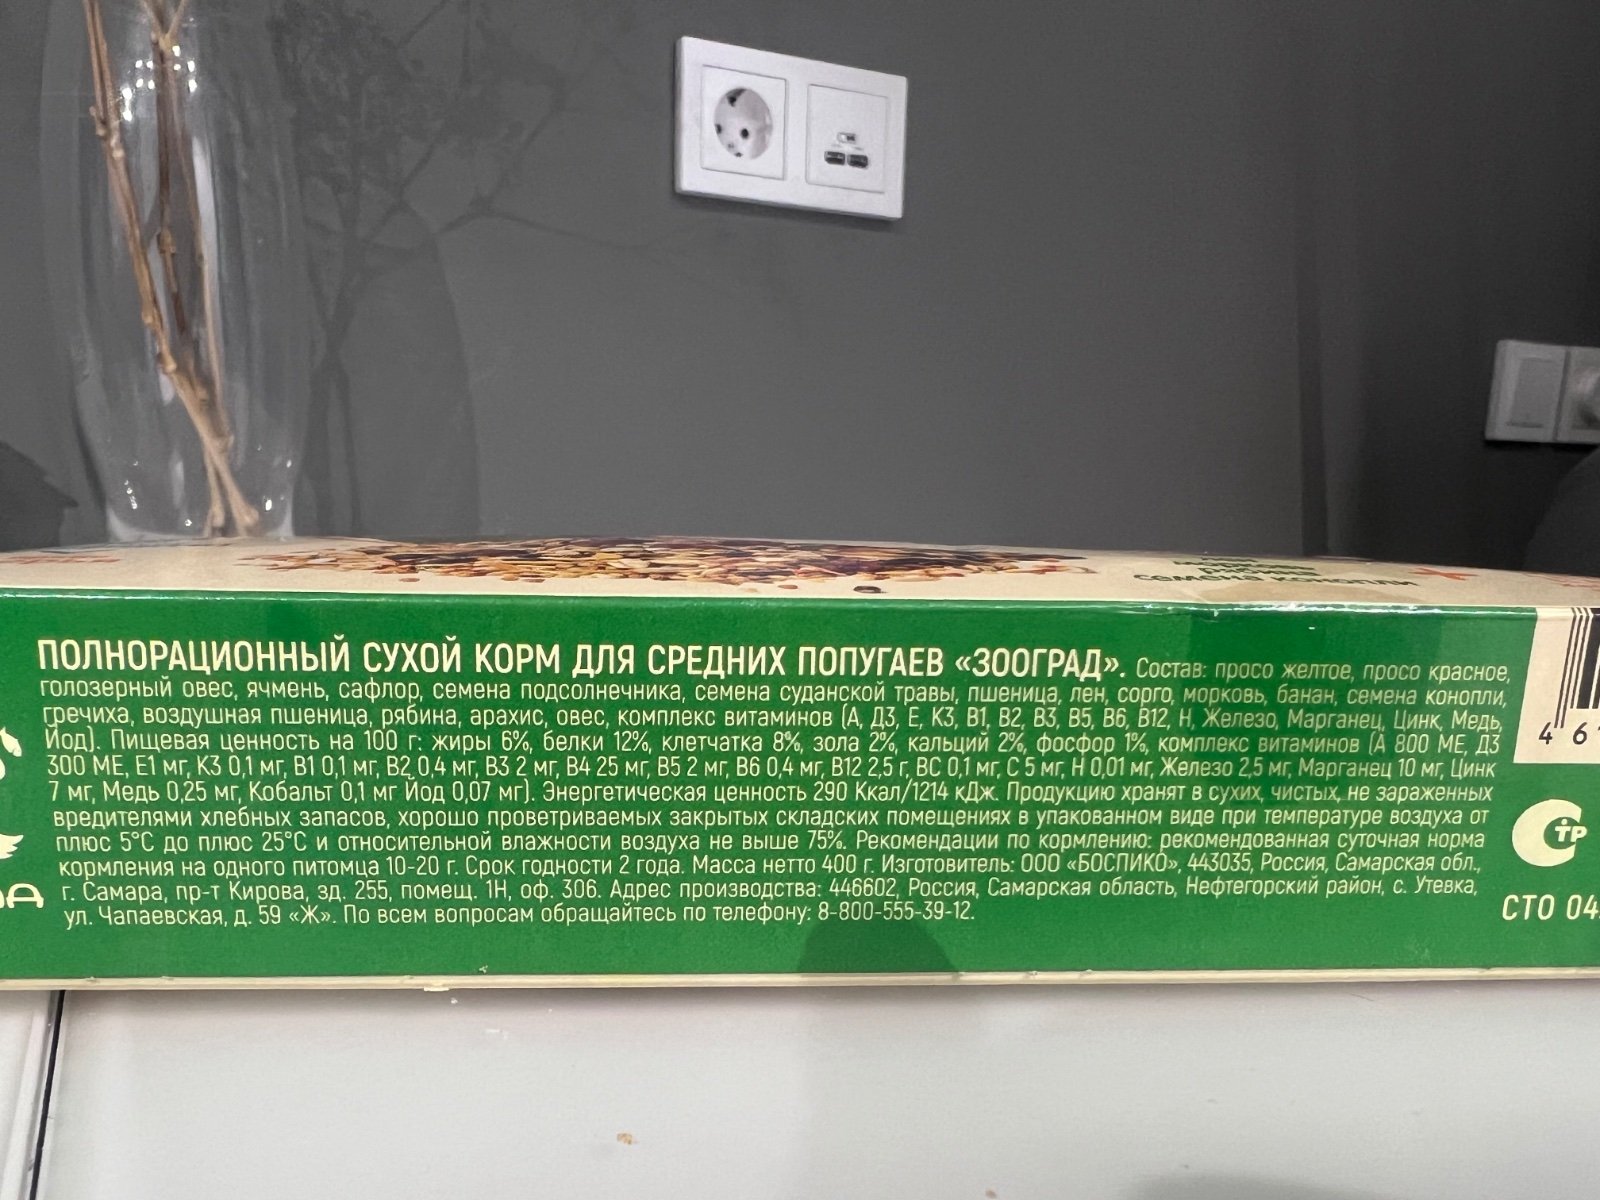 семена конопли
ПОЛНОРАЦИОННЫЙ СУХОЙ КОРМ ДЛЯ СРЕДНИХ ПОПУГАЕВ «ЗООГРАД». Состав: просо желтое, просо красное,
голозерный овес, ячмень, сафлор, семена подсолнечника, семена суданской травы, пшеница, лен, сорго, морковь, банан, семена конопли,
гречиха, воздушная пшеница, рябина, арахис, овес, комплекс витаминов (А, Д3, Е, К3, В1, В2, В3, В5, В6, В12, Н, Железо, Марганец, Цинк, Медь,
Йод). Пищевая ценность на 100 г: жиры 6%, белки 12%, клетчатка 8%, зола 2%, кальций 2%, фосфор 1%, комплекс витаминов (А 800 МЕ, Д3
300 МЕ, Е1 мг, К3 0,1 мг, В1 0,1 мг, В2 0,4 мг, В3 2 мг, В4 25 мг, В5 2 мг, В6 0,4 мг, В12 2,5 г, ВС 0,1 мг, С 5 мг, Н 0,01 мг, Железо 2,5 мг, Марганец 10 мг, Цинк
7 мг, Медь 0,25 мг, Кобальт 0,1 мг Йод 0,07 мг). Энергетическая ценность 290 Ккал/1214 кДж. Продукцию хранят в сухих, чистых, не зараженных
вредителями хлебных запасов, хорошо проветриваемых закрытых складских помещениях в упакованном виде при температуре воздуха от
плюс 5°С до плюс 25°С и относительной влажности воздуха не выше 75%. Рекомендации по кормлению: рекомендованная суточная норма
кормления на одного питомца 10-20 г. Срок годности 2 года. Масса нетто 400 г. Изготовитель: ООО «БОСПИКО», 443035, Россия, Самарская обл.,
г. Самара, пр-т Кирова, зд. 255, помещ. 1Н, оф. 306. Адрес производства: 446602, Россия, Самарская область, Нефтегорский район, с. Утевка,
ул. Чапаевская, д. 59 «Ж». По всем вопросам обращайтесь по телефону: 8-800-555-39-12.
4 6
СТР
СТО 04